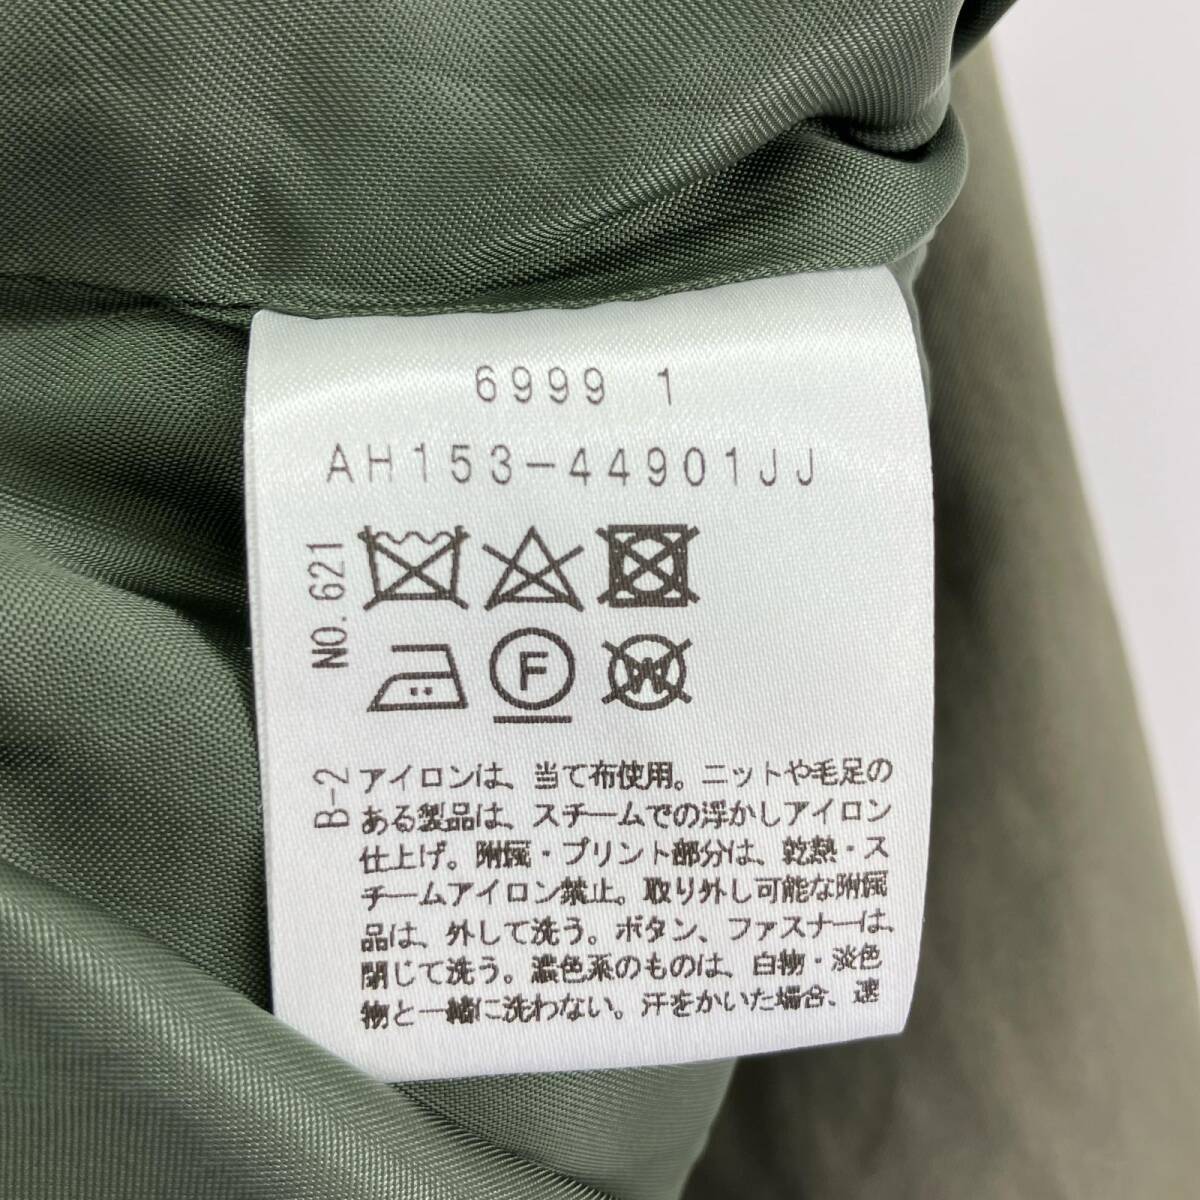 6999 1
AH153-44901JJ
NO. 621
F
W
B-2
アイロンは、当て布使用。ニットや毛足の
ある製品は、スチームでの浮かしアイロン
仕上げ。附属・プリント部分は、乾熱・ス
チームアイロン禁止。取り外し可能な附属
品は、外して洗う。ボタン、ファスナーは、
閉じて洗う。濃色系のものは、白物・淡色
物と一緒に洗わない。汗をかいた場合、速